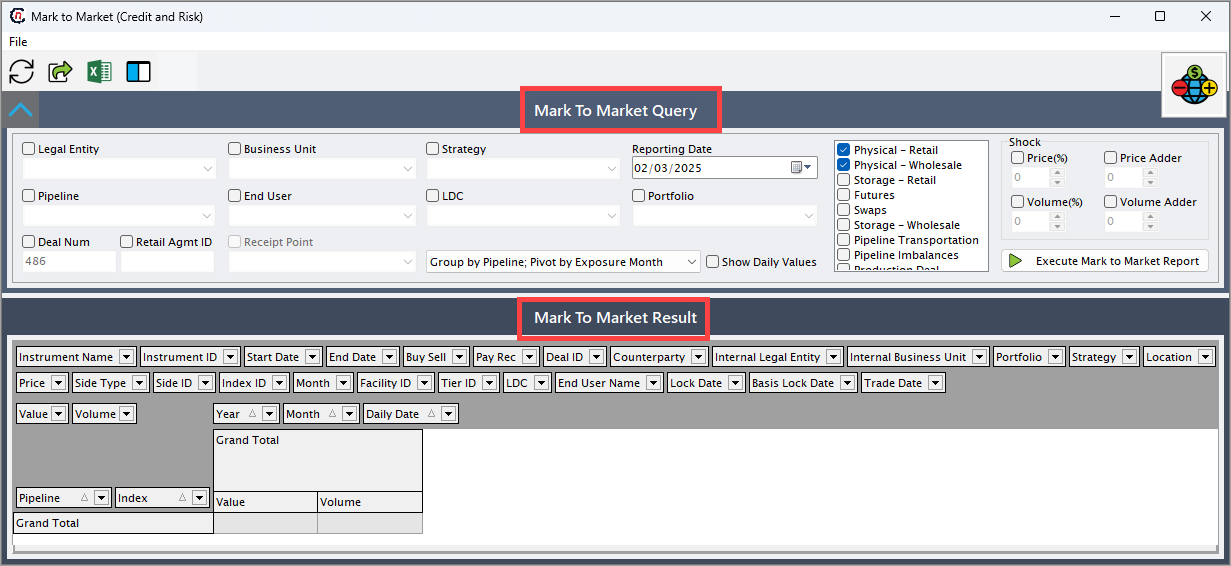 Mark to Market (Credit and Risk)
File
Mark To Market Query
Legal Entity Business Unit Strategy Reporting Date
02/03/2025
Pipeline End User LDC Portfolio
Deal Num Retail Agmt ID Receipt Point
486 Group by Pipeline; Pivot by Exposure Month Show Daily Values
Physical - Retail
Physical - Wholesale
Storage - Retail
Futures
Swaps
Storage - Wholesale
Pipeline Transportation
Pipeline Imbalances
Production Deal
Shock
Price(%) Price Adder
0 0
Volume(%) Volume Adder
0 0
Execute Mark to Market Report
Mark To Market Result
Instrument Name Instrument ID Start Date End Date Buy Sell Pay Rec Deal ID Counterparty Internal Legal Entity Internal Business Unit Portfolio Strategy Location
Price Side Type Side ID Index ID Month Facility ID Tier ID LDC End User Name Lock Date Basis Lock Date Trade Date
Value Volume Year Month Daily Date
Grand Total
Pipeline Index Value Volume
Grand Total